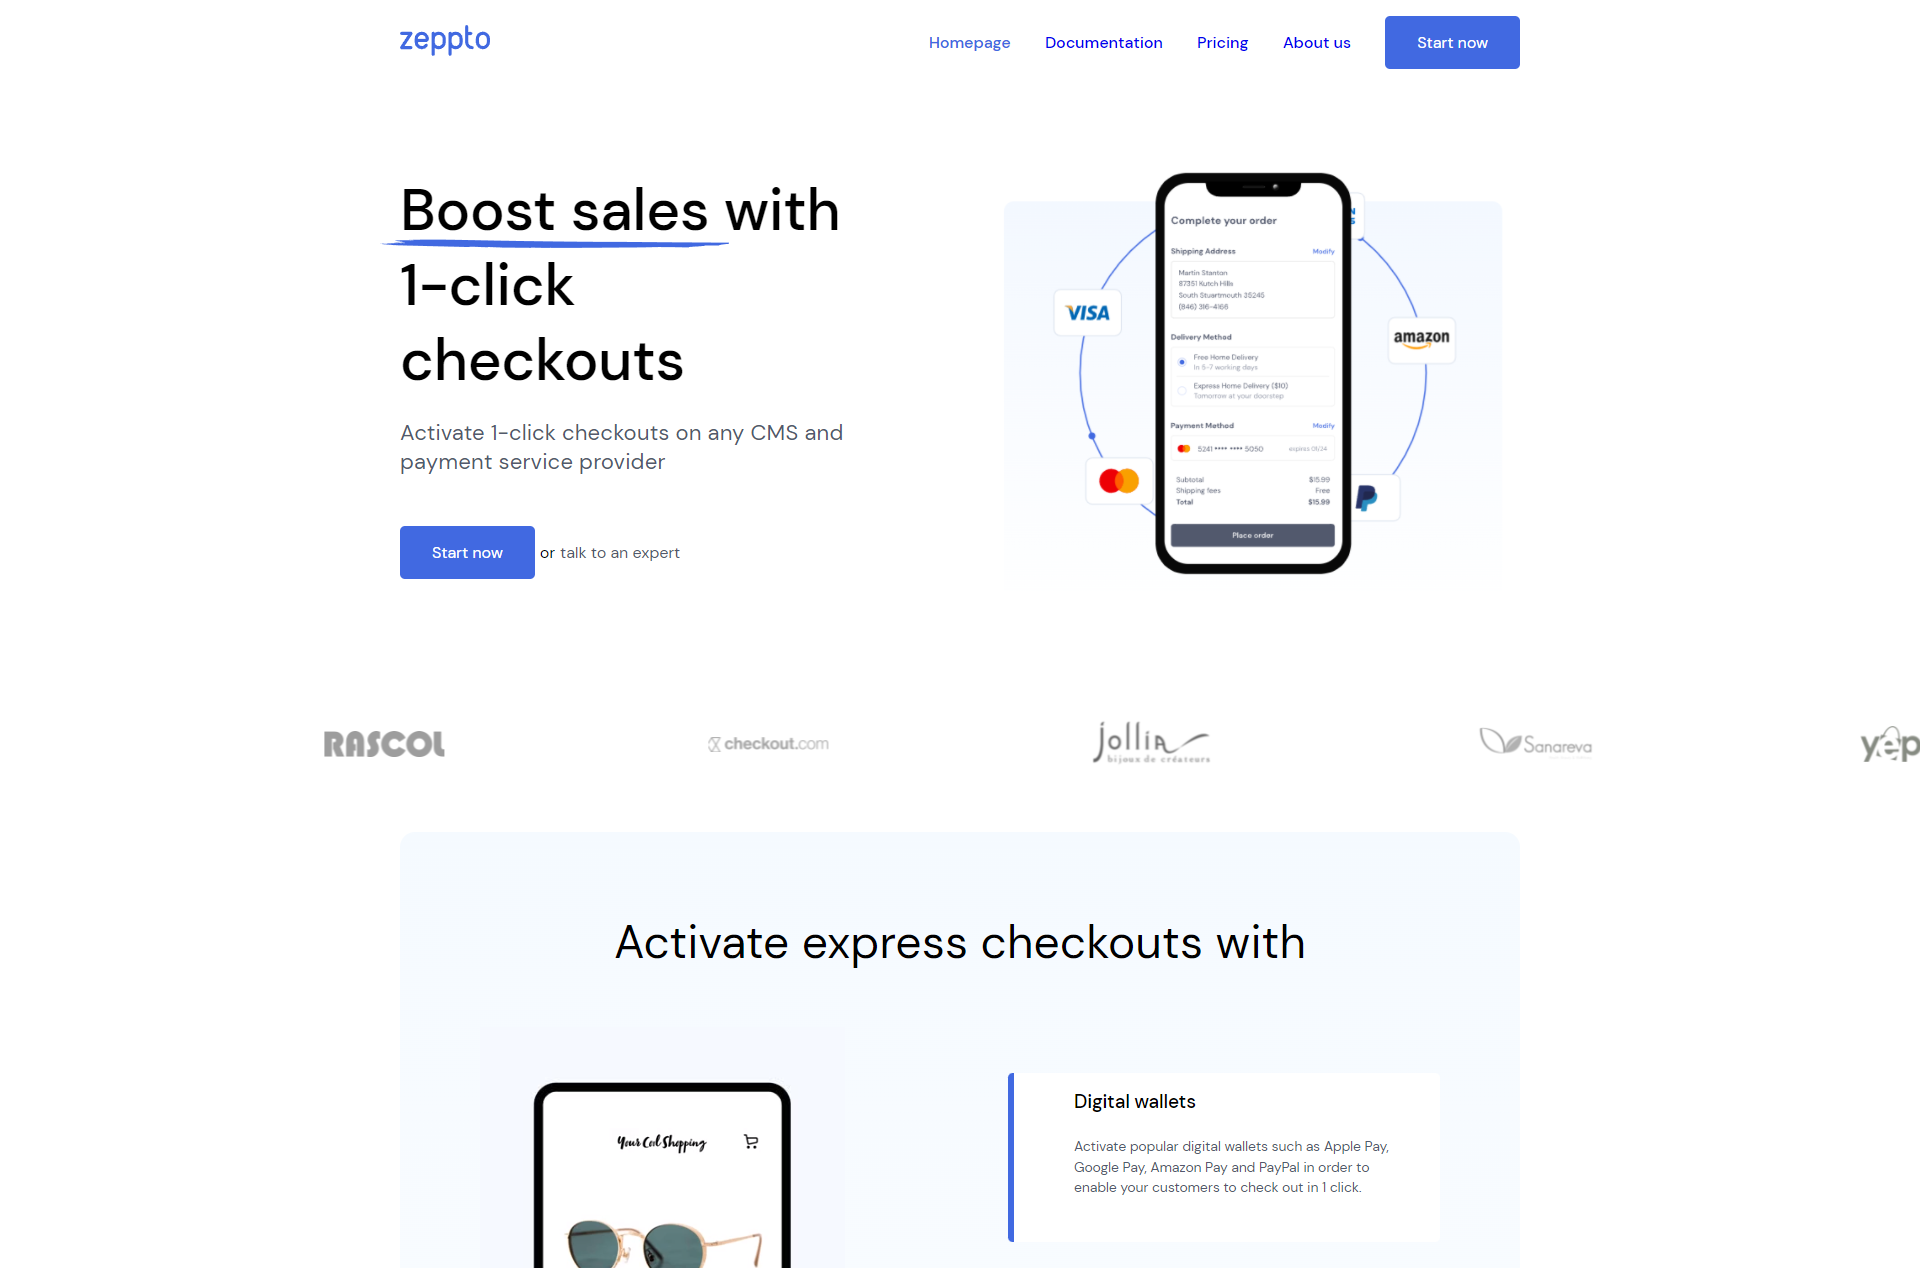 zeppto
Homepage
Documentation
Pricing
About us
Start now
Boost sales with
1-click
checkouts
Activate 1-click checkouts on any CMS and
payment service provider
Start now
or talk to an expert
Complete your order
Shipping Address
Modify
Martin Stanton
87351 Kutch Hills
South Stuartmouth 35245
(846) 316-4166
Delivery Method
Free Home Delivery
In 5-7 working days
Express Home Delivery ($10)
Tomorrow at your doorstep
Payment Method
Modify
5241 •••• •••• 5050
expires 01/24
Subtotal
$15.99
Shipping fees
Free
Total
$15.99
Place order
VISA
amazon
RASCOL
checkout.com
jollia
bijoux de créateurs
Sanareva
yep
Activate express checkouts with
Your Cool Shopping
Digital wallets
Activate popular digital wallets such as Apple Pay,
Google Pay, Amazon Pay and PayPal in order to
enable your customers to check out in 1 click.